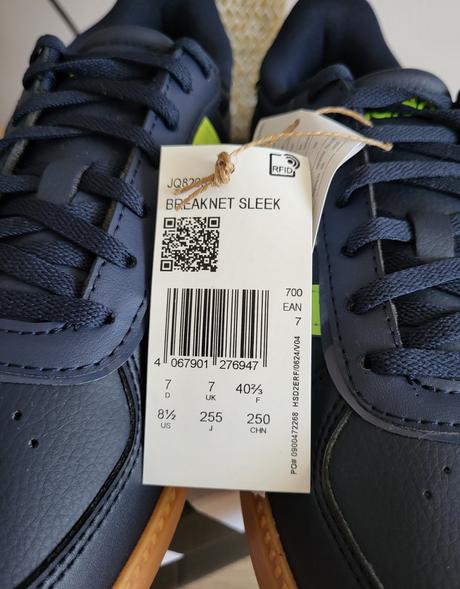 RFID
BREAKNET SLEEK
700
EAN
7
4 067901 276947
7 7 40⅔
D UK F
8½ 255 250
US J CHN
PO# 0900472268 HSD2ERF/0624/V04